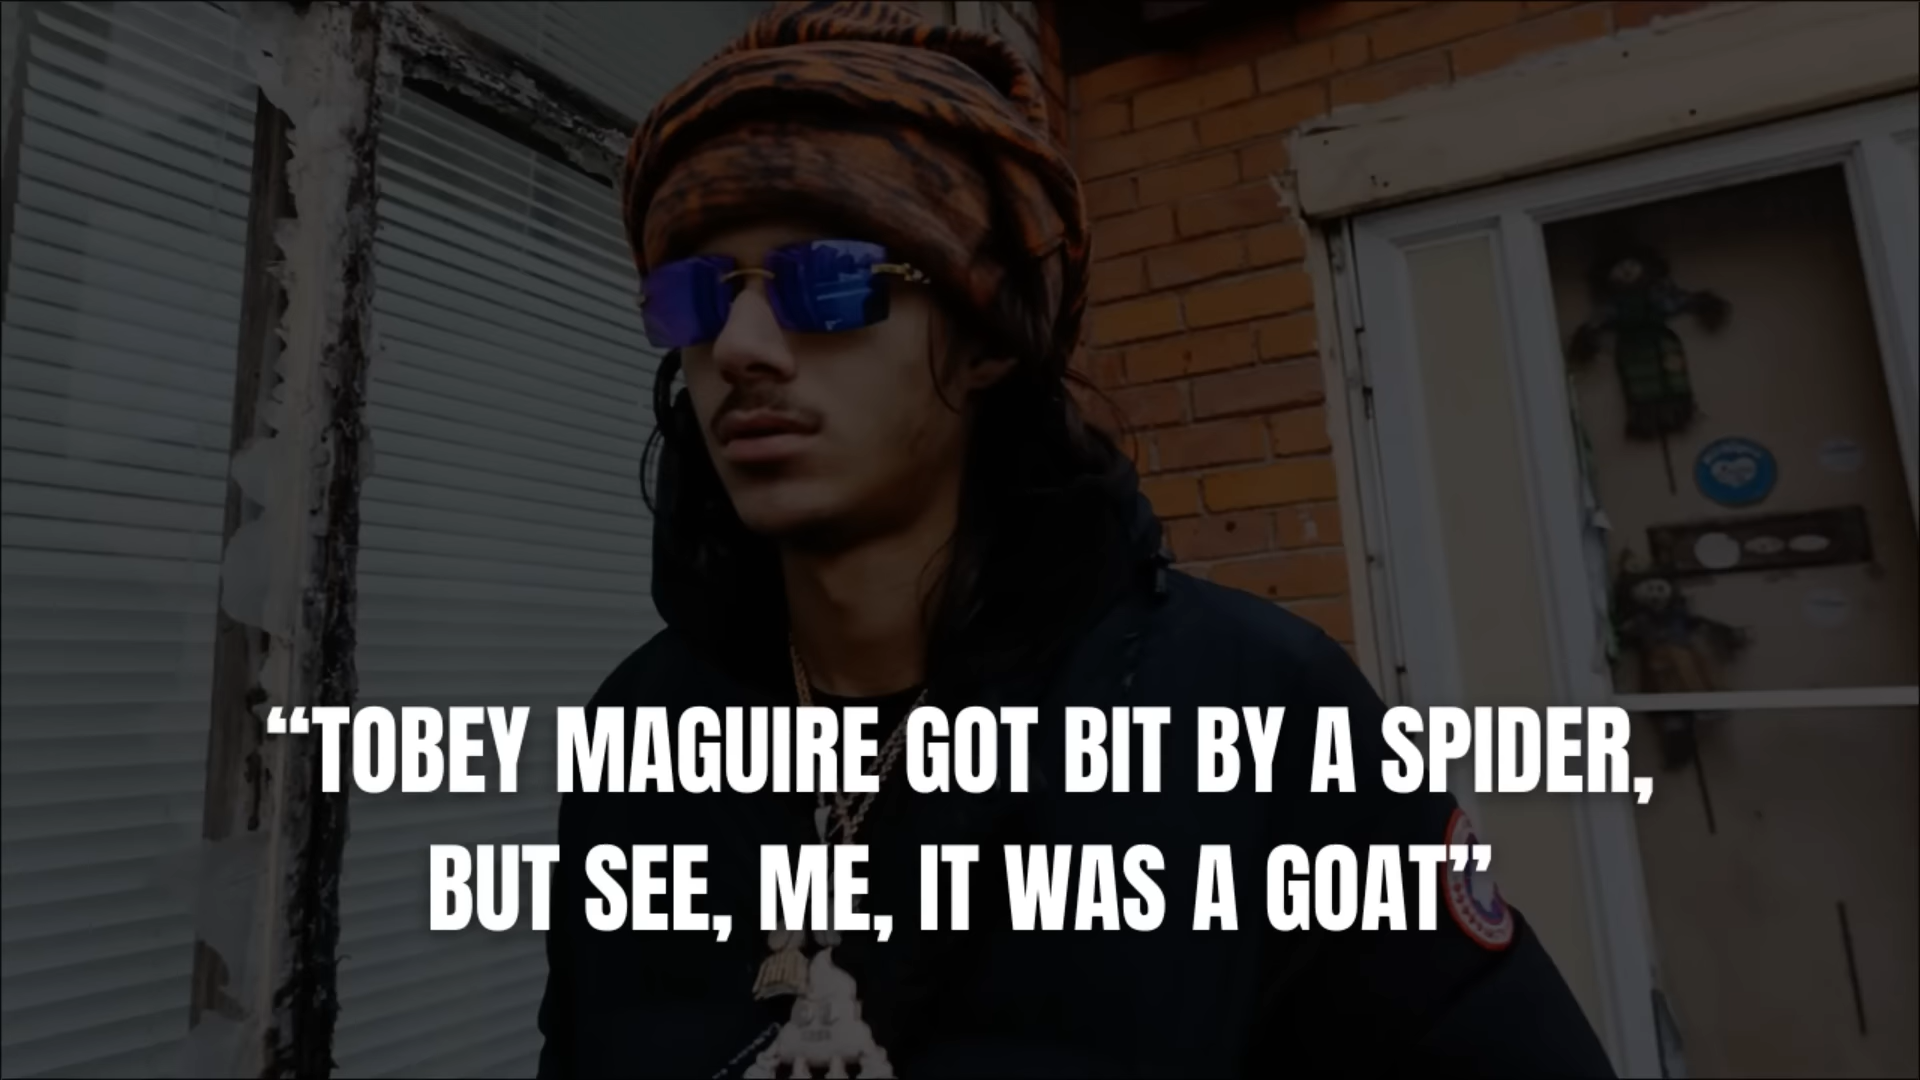 “TOBEY MAGUIRE GOT BIT BY A SPIDER,
BUT SEE, ME, IT WAS A GOAT”